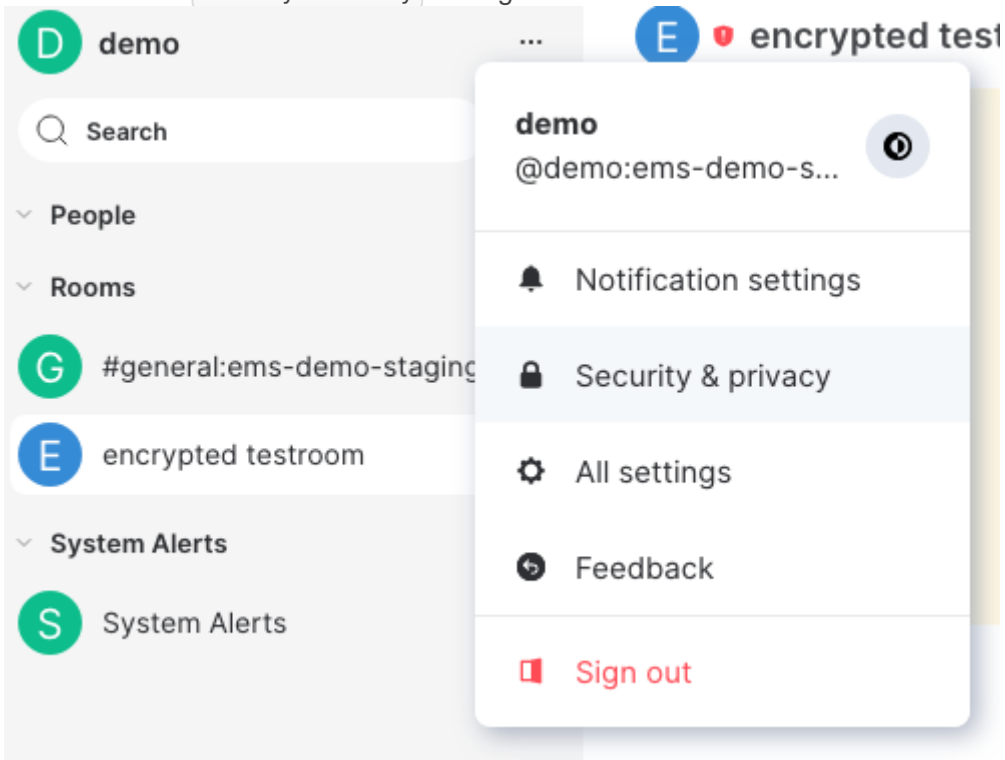 D demo ...
E encrypted test
Search
People
Rooms
G #general:ems-demo-staging
E encrypted testroom
System Alerts
S System Alerts
demo
@demo:ems-demo-s...
Notification settings
Security & privacy
All settings
Feedback
Sign out